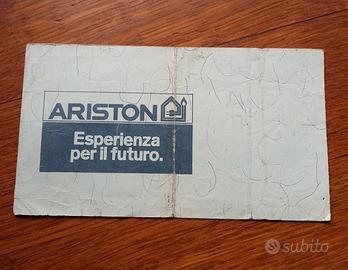 ARISTON
Esperienza
per il futuro.
subito